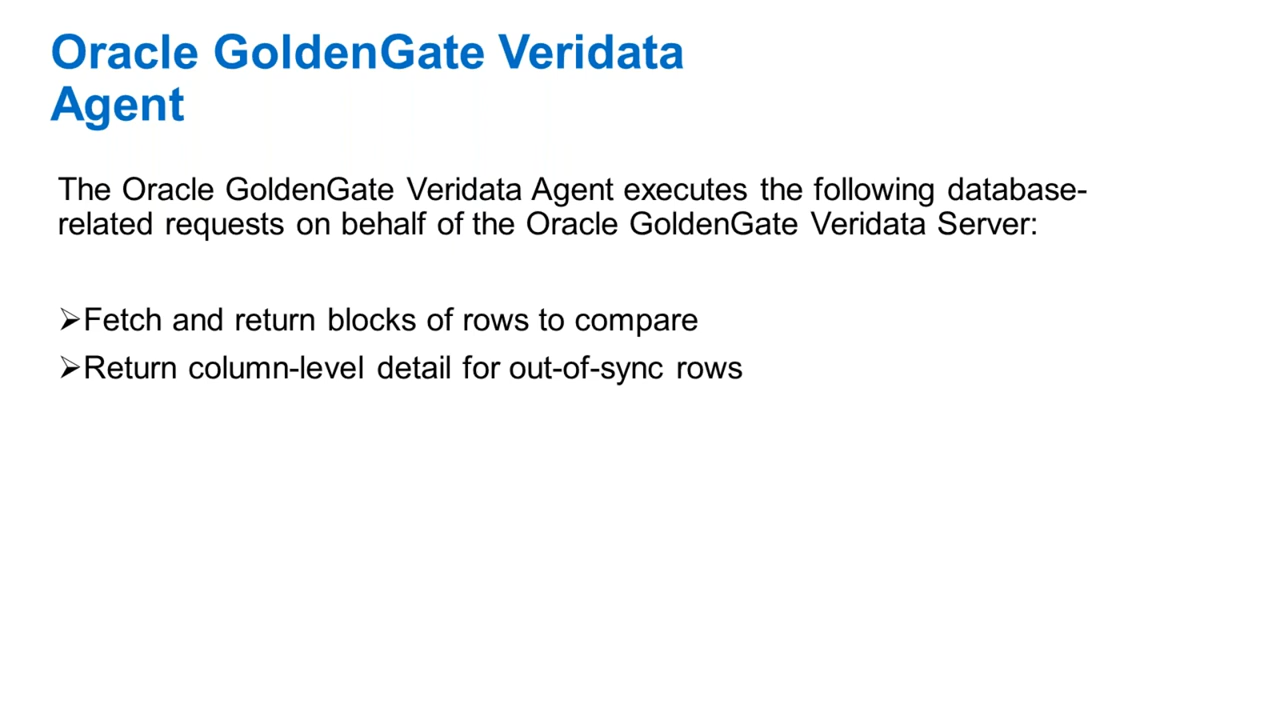 Oracle GoldenGate Veridata
Agent
The Oracle GoldenGate Veridata Agent executes the following database-
related requests on behalf of the Oracle GoldenGate Veridata Server:
➢Fetch and return blocks of rows to compare
➢Return column-level detail for out-of-sync rows